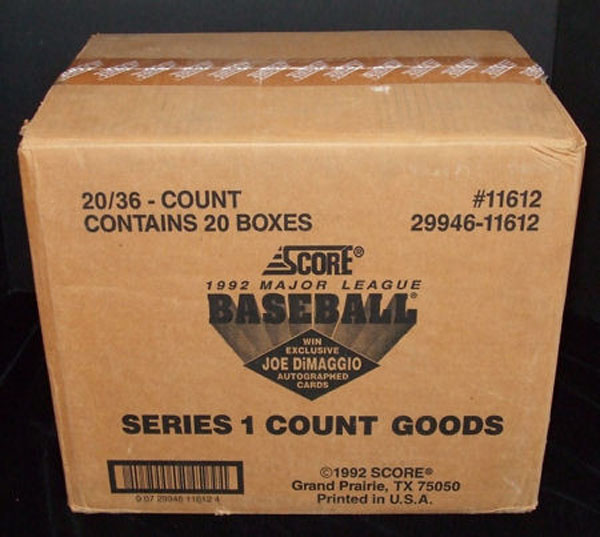 20/36 - COUNT
CONTAINS 20 BOXES
#11612
29946-11612
SCORE®
1992 MAJOR LEAGUE
BASEBALL®
WIN
EXCLUSIVE
JOE DiMAGGIO
AUTOGRAPHED
CARDS
SERIES 1 COUNT GOODS
©1992 SCORE®
Grand Prairie, TX 75050
Printed in U.S.A.
0 07 29946 11612 4